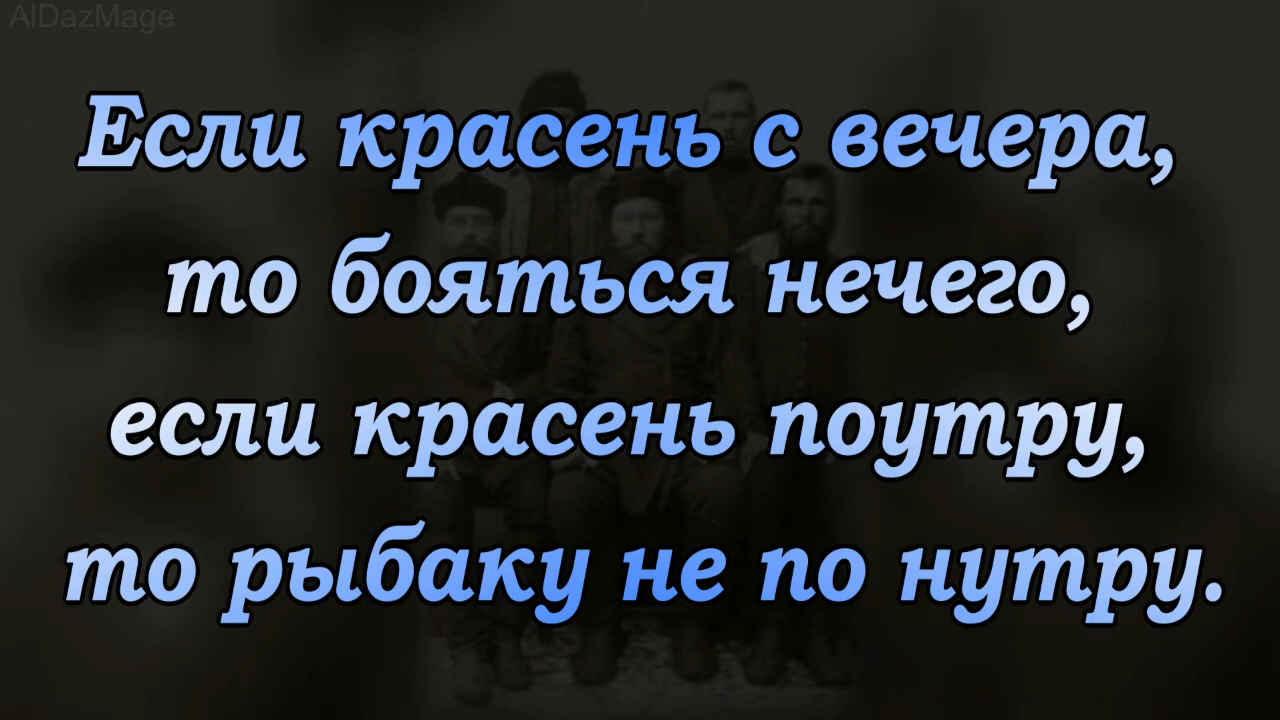 AlDazMage
Если красень с вечера,
то бояться нечего,
если красень поутру,
то рыбаку не по нутру.